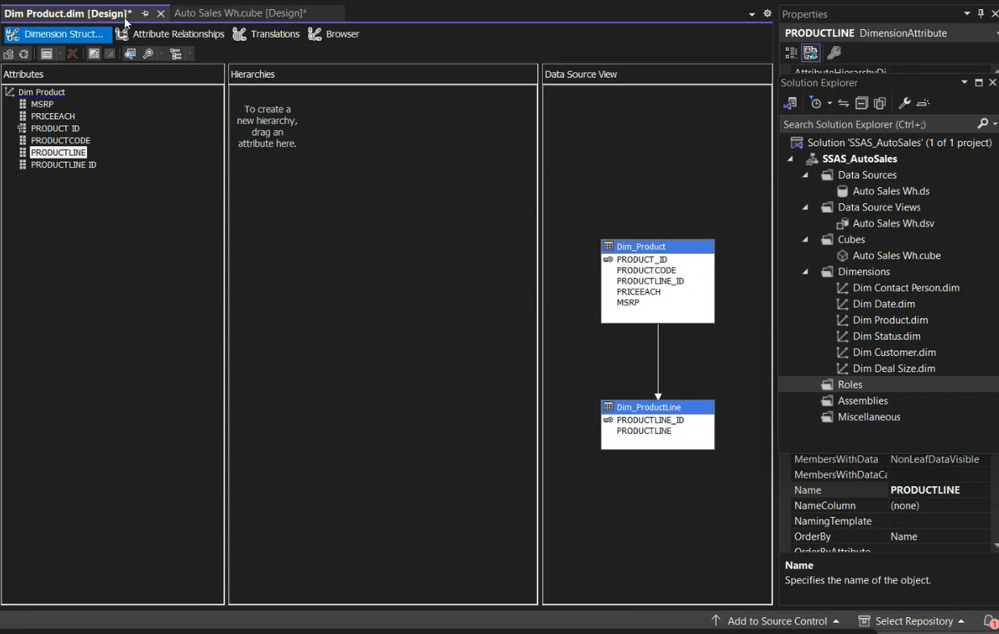 Dim Product.dim [Design]* Auto Sales Wh.cube [Design]*
Dimension Struct... Attribute Relationships Translations Browser
Attributes
Dim Product
MSRP
PRICEEACH
PRODUCT ID
PRODUCTCODE
PRODUCTLINE
PRODUCTLINE ID
Hierarchies
To create a
new hierarchy,
drag an
attribute here.
Data Source View
Dim_Product
PRODUCT_ID
PRODUCTCODE
PRODUCTLINE_ID
PRICEEACH
MSRP
Dim_ProductLine
PRODUCTLINE_ID
PRODUCTLINE
Properties
PRODUCTLINE DimensionAttribute
AttributeHierarchyDi
Solution Explorer
Search Solution Explorer (Ctrl+;)
Solution 'SSAS_AutoSales' (1 of 1 project)
SSAS_AutoSales
Data Sources
Auto Sales Wh.ds
Data Source Views
Auto Sales Wh.dsv
Cubes
Auto Sales Wh.cube
Dimensions
Dim Contact Person.dim
Dim Date.dim
Dim Product.dim
Dim Status.dim
Dim Customer.dim
Dim Deal Size.dim
Roles
Assemblies
Miscellaneous
MembersWithData NonLeafDataVisible
MembersWithDataCa
Name PRODUCTLINE
NameColumn (none)
NamingTemplate
OrderBy Name
OrderByAttribute
Name
Specifies the name of the object.
Add to Source Control Select Repository 1